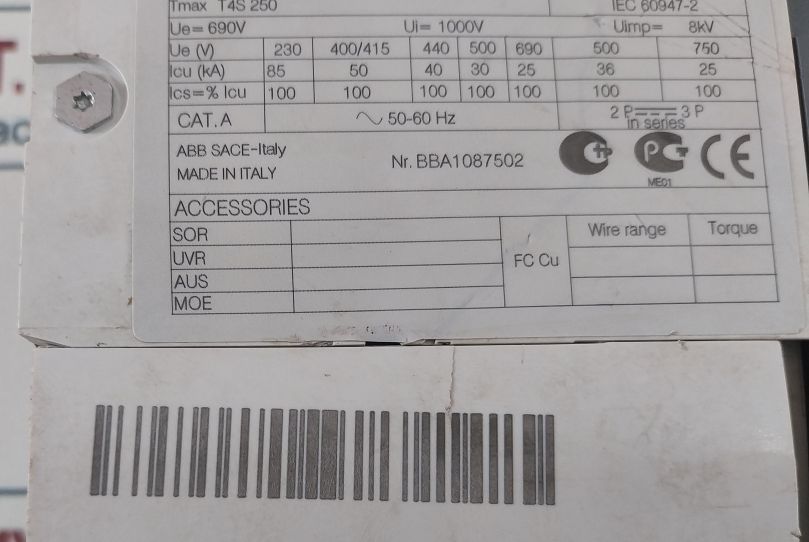 Tmax T4S 250 IEC 60947-2
Ue= 690V Ui= 1000V Uimp= 8kV
Ue (V) 230 400/415 440 500 690 500 750
Icu (kA) 85 50 40 30 25 36 25
Ics=% Icu 100 100 100 100 100 100 100
CAT. A 50-60 Hz 2 P 3 P
in series
ABB SACE-Italy
MADE IN ITALY
Nr. BBA1087502
PG CE
ME01
ACCESSORIES
SOR
UVR
AUS
MOE
FC Cu
Wire range Torque